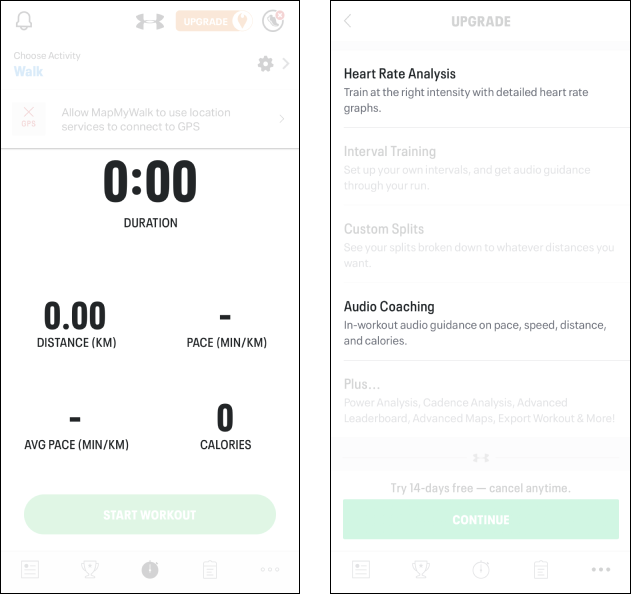 UPGRADE
Choose Activity
Walk
Allow MapMyWalk to use location
services to connect to GPS
GPS
0:00
DURATION
0.00
DISTANCE (KM)
-
PACE (MIN/KM)
-
AVG PACE (MIN/KM)
0
CALORIES
START WORKOUT
UPGRADE
Heart Rate Analysis
Train at the right intensity with detailed heart rate
graphs.
Interval Training
Set up your own intervals, and get audio guidance
through your run.
Custom Splits
See your splits broken down to whatever distances you
want.
Audio Coaching
In-workout audio guidance on pace, speed, distance,
and calories.
Plus...
Power Analysis, Cadence Analysis, Advanced
Leaderboard, Advanced Maps, Export Workout & More!
Try 14-days free — cancel anytime.
CONTINUE